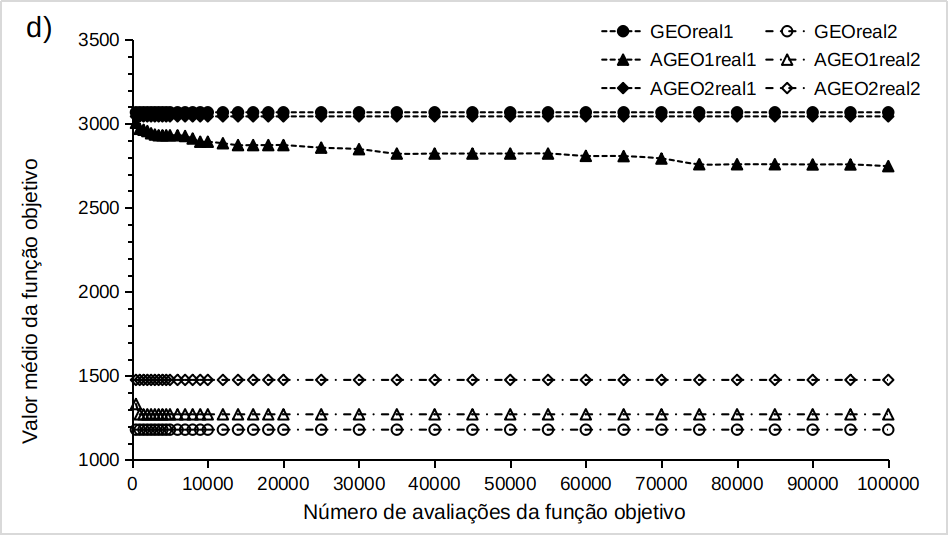 d)
GEOreal1 GEOreal2
AGEO1real1 AGEO1real2
AGEO2real1 AGEO2real2
3500
3000
2500
2000
1500
1000
Valor médio da função objetivo
0 10000 20000 30000 40000 50000 60000 70000 80000 90000 100000
Número de avaliações da função objetivo